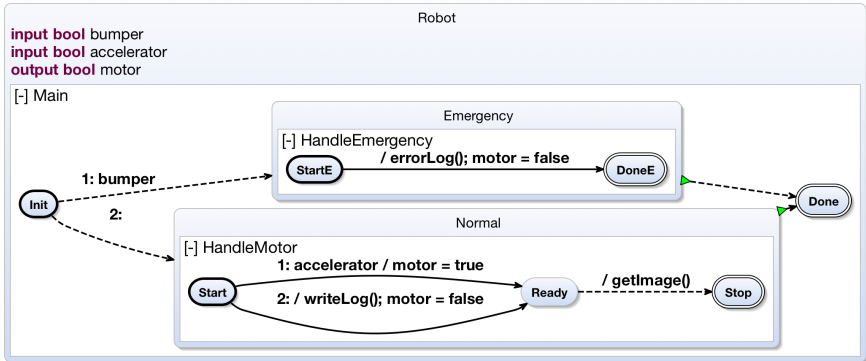 Robot
input bool bumper
input bool accelerator
output bool motor
[-] Main
Emergency
[-] HandleEmergency
/ errorLog(); motor = false
StartE
DoneE
1: bumper
Init
2:
Done
Normal
[-] HandleMotor
1: accelerator / motor = true
Start
2: / writeLog(); motor = false
Ready
/ getImage()
Stop